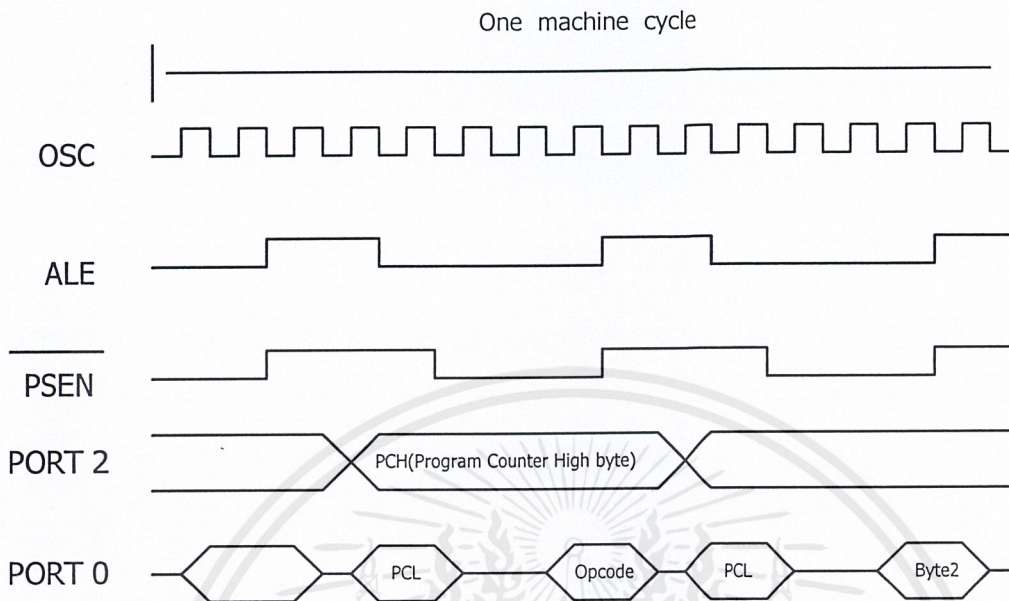 One machine cycle
OSC
ALE
PSEN
PORT 2
PCH(Program Counter High byte)
PORT 0
PCL
Opcode
PCL
Byte2